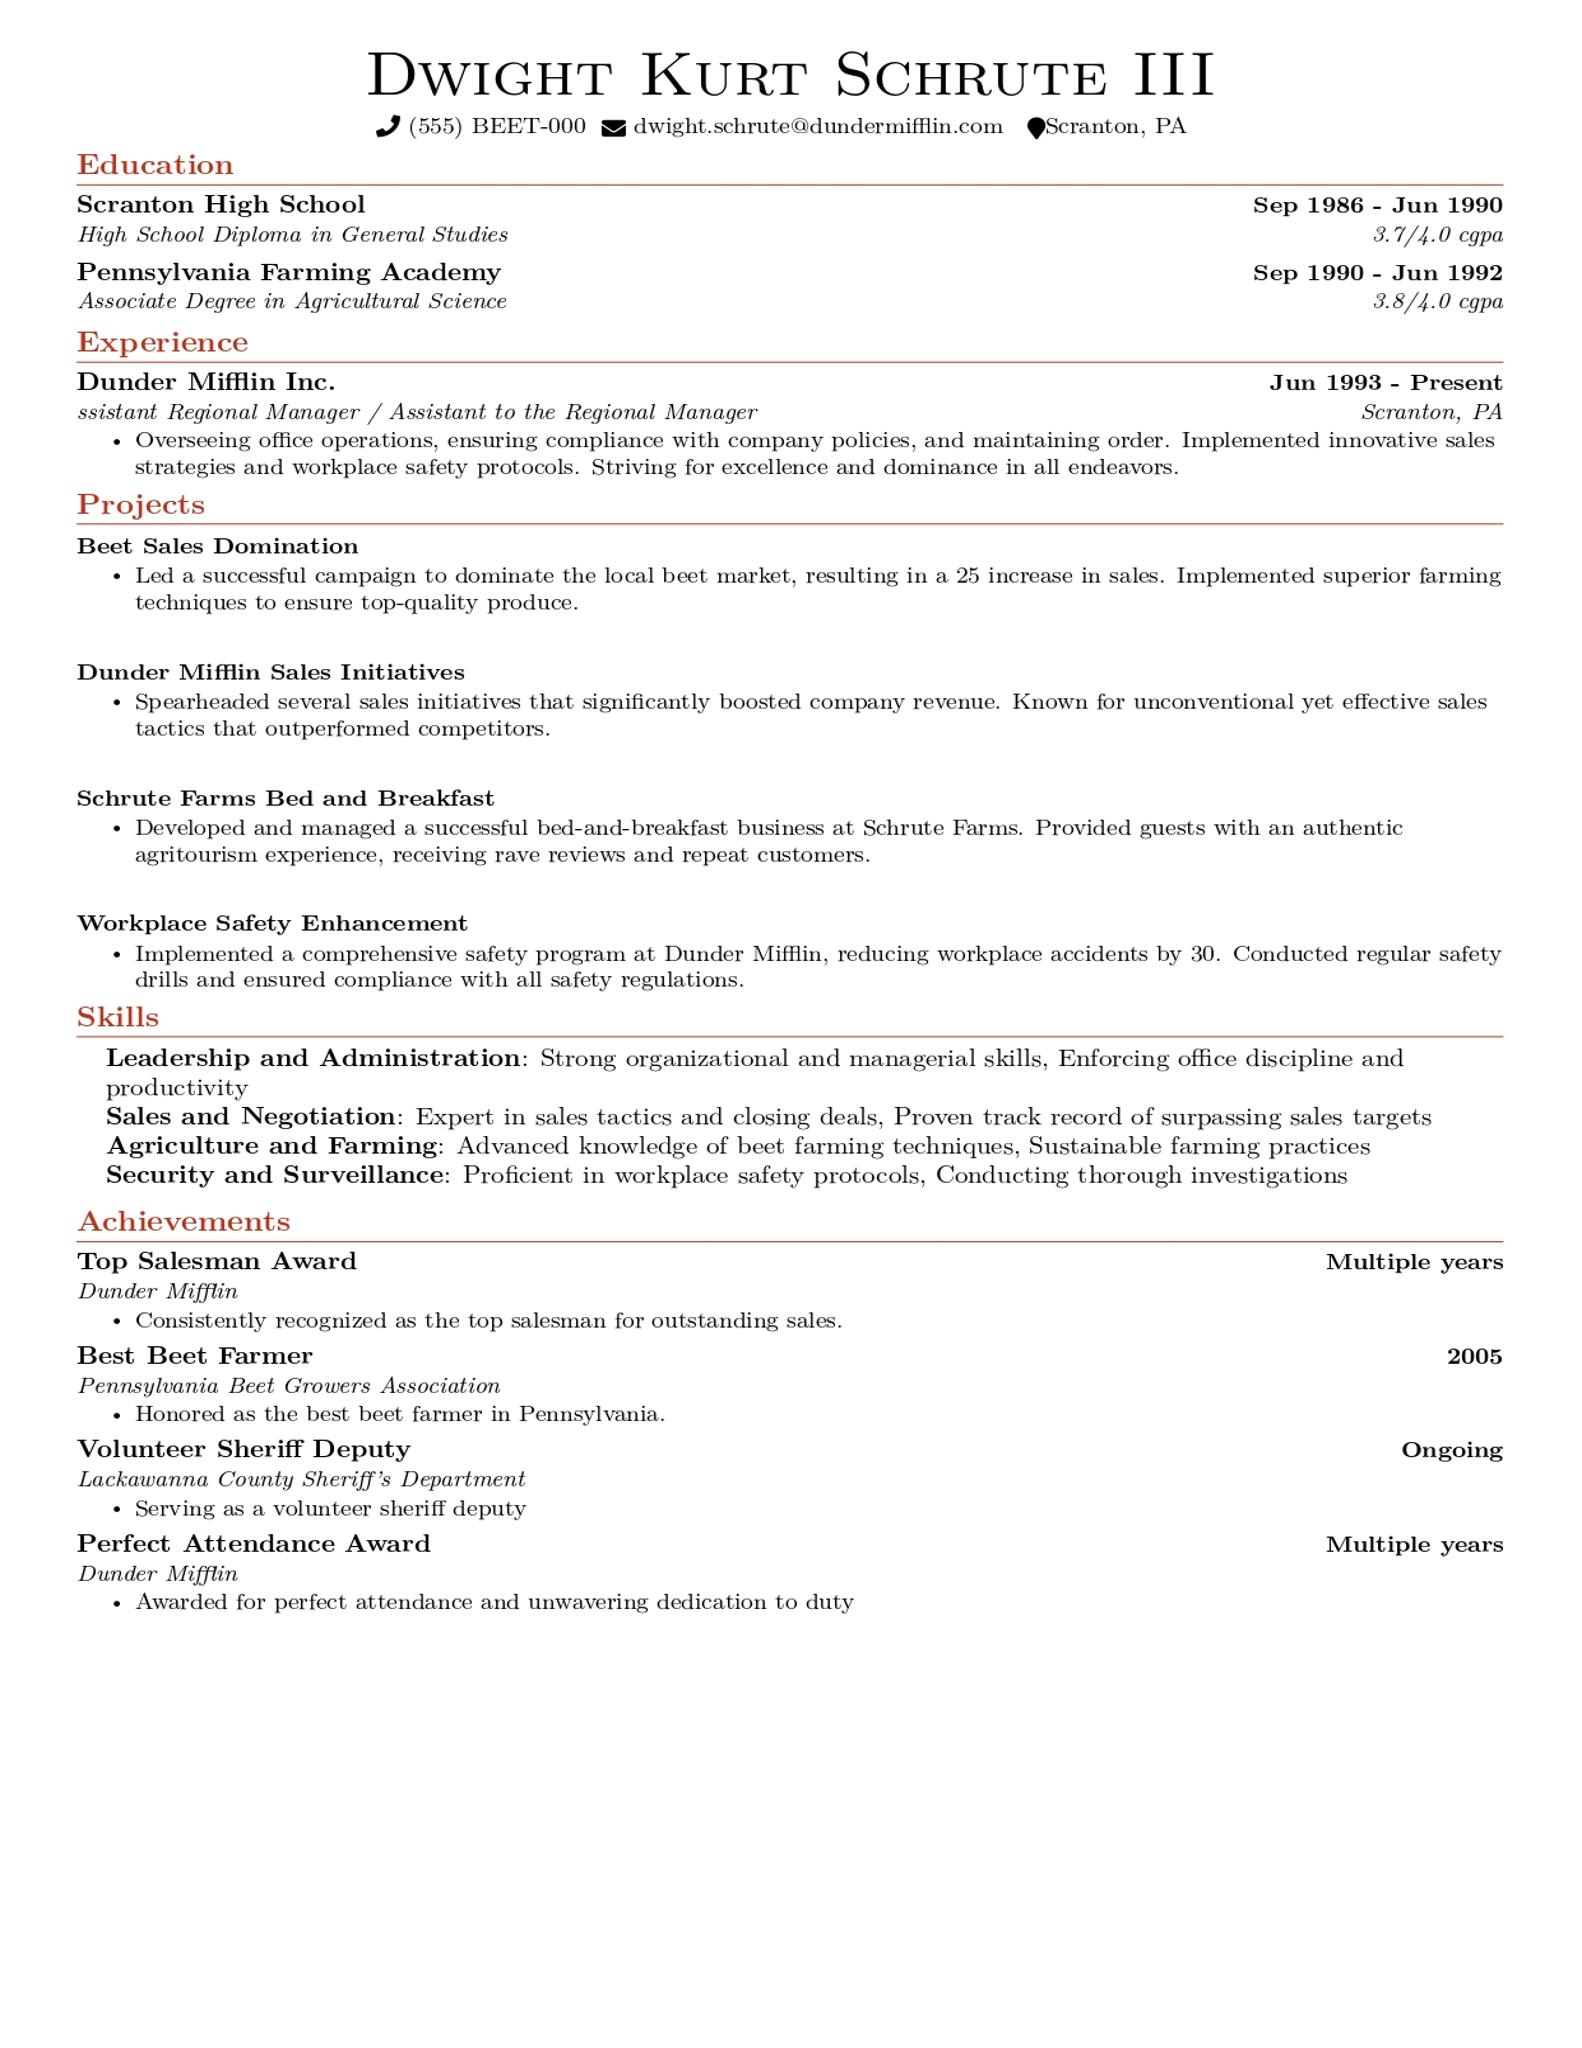 Dwight Kurt Schrute III
(555) BEET-000 dwight.schrute@dundermifflin.com Scranton, PA
Education
Scranton High School Sep 1986 - Jun 1990
High School Diploma in General Studies 3.7/4.0 cgpa
Pennsylvania Farming Academy Sep 1990 - Jun 1992
Associate Degree in Agricultural Science 3.8/4.0 cgpa
Experience
Dunder Mifflin Inc. Jun 1993 - Present
ssistant Regional Manager / Assistant to the Regional Manager Scranton, PA
• Overseeing office operations, ensuring compliance with company policies, and maintaining order. Implemented innovative sales
strategies and workplace safety protocols. Striving for excellence and dominance in all endeavors.
Projects
Beet Sales Domination
• Led a successful campaign to dominate the local beet market, resulting in a 25 increase in sales. Implemented superior farming
techniques to ensure top-quality produce.
Dunder Mifflin Sales Initiatives
• Spearheaded several sales initiatives that significantly boosted company revenue. Known for unconventional yet effective sales
tactics that outperformed competitors.
Schrute Farms Bed and Breakfast
• Developed and managed a successful bed-and-breakfast business at Schrute Farms. Provided guests with an authentic
agritourism experience, receiving rave reviews and repeat customers.
Workplace Safety Enhancement
• Implemented a comprehensive safety program at Dunder Mifflin, reducing workplace accidents by 30. Conducted regular safety
drills and ensured compliance with all safety regulations.
Skills
Leadership and Administration: Strong organizational and managerial skills, Enforcing office discipline and
productivity
Sales and Negotiation: Expert in sales tactics and closing deals, Proven track record of surpassing sales targets
Agriculture and Farming: Advanced knowledge of beet farming techniques, Sustainable farming practices
Security and Surveillance: Proficient in workplace safety protocols, Conducting thorough investigations
Achievements
Top Salesman Award Multiple years
Dunder Mifflin
• Consistently recognized as the top salesman for outstanding sales.
Best Beet Farmer 2005
Pennsylvania Beet Growers Association
• Honored as the best beet farmer in Pennsylvania.
Volunteer Sheriff Deputy Ongoing
Lackawanna County Sheriff's Department
• Serving as a volunteer sheriff deputy
Perfect Attendance Award Multiple years
Dunder Mifflin
• Awarded for perfect attendance and unwavering dedication to duty